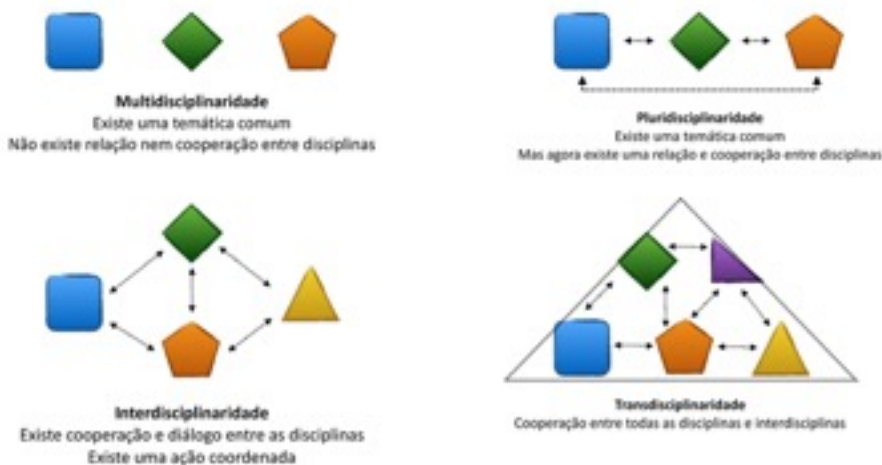 Multidisciplinaridade
Existe uma temática comum
Não existe relação nem cooperação entre disciplinas
Pluridisciplinaridade
Existe uma temática comum
Mas agora existe uma relação e cooperação entre disciplinas
Interdisciplinaridade
Existe cooperação e diálogo entre as disciplinas
Existe uma ação coordenada
Transdisciplinaridade
Cooperação entre todas as disciplinas e interdisciplinas